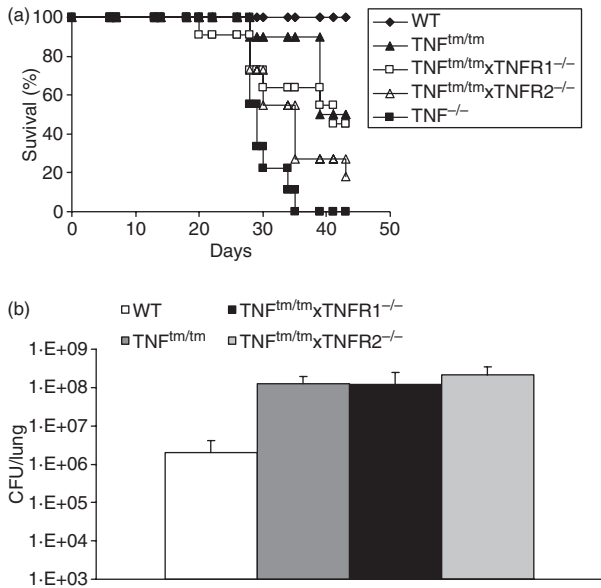 (a)
WT
TNFtm/tm
TNFtm/tmxTNFR1–/–
TNFtm/tmxTNFR2–/–
TNF–/–
Suvival (%)
100
80
60
40
20
0
0 10 20 30 40 50
Days
(b)
WT TNFtm/tmxTNFR1–/–
TNFtm/tm TNFtm/tmxTNFR2–/–
CFU/lung
1·E+09
1·E+08
1·E+07
1·E+06
1·E+05
1·E+04
1·E+03